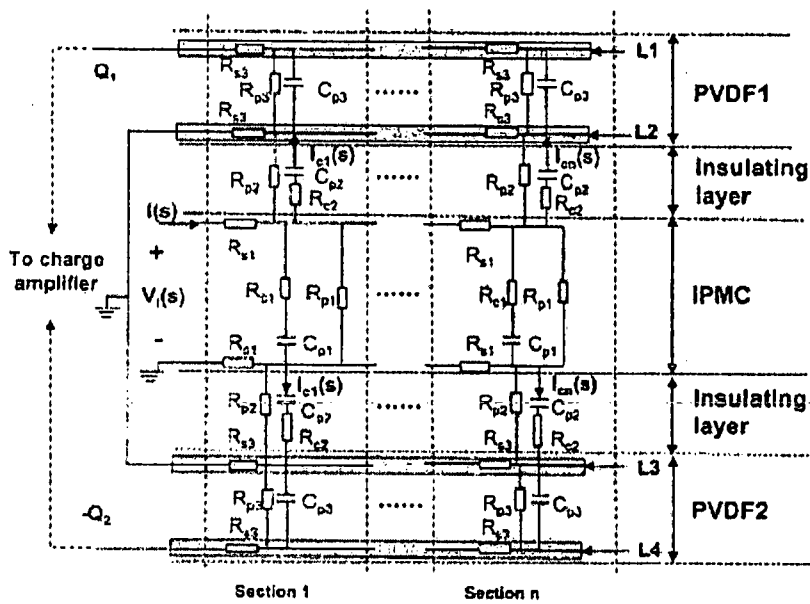 Q1 Rs3 Rs3 L1
Rp3 Cp3 ...... Rp3 Cp3 PVDF1
Rs3 Rs3 L2
Ic1(s) Icn(s)
Rp2 Cp2 ...... Rp2 Cp2 Insulating
Rc2 Rc2 layer
I(s)
Rs1 Rs1
+
To charge
amplifier
Vi(s) Rc1 Rp1 ...... Rc1 Rp1 IPMC
-
Rs1 Cp1 Rs1 Cp1
Ic1(s) Icn(s)
Rp2 Cp2 ...... Rp2 Cp2 Insulating
Rs3 Rc2 Rs3 Rc2 layer
L3
-Q2 Rp3 Cp3 ...... Rp3 Cp3 PVDF2
Rs3 Rs3 L4
Section 1 Section n